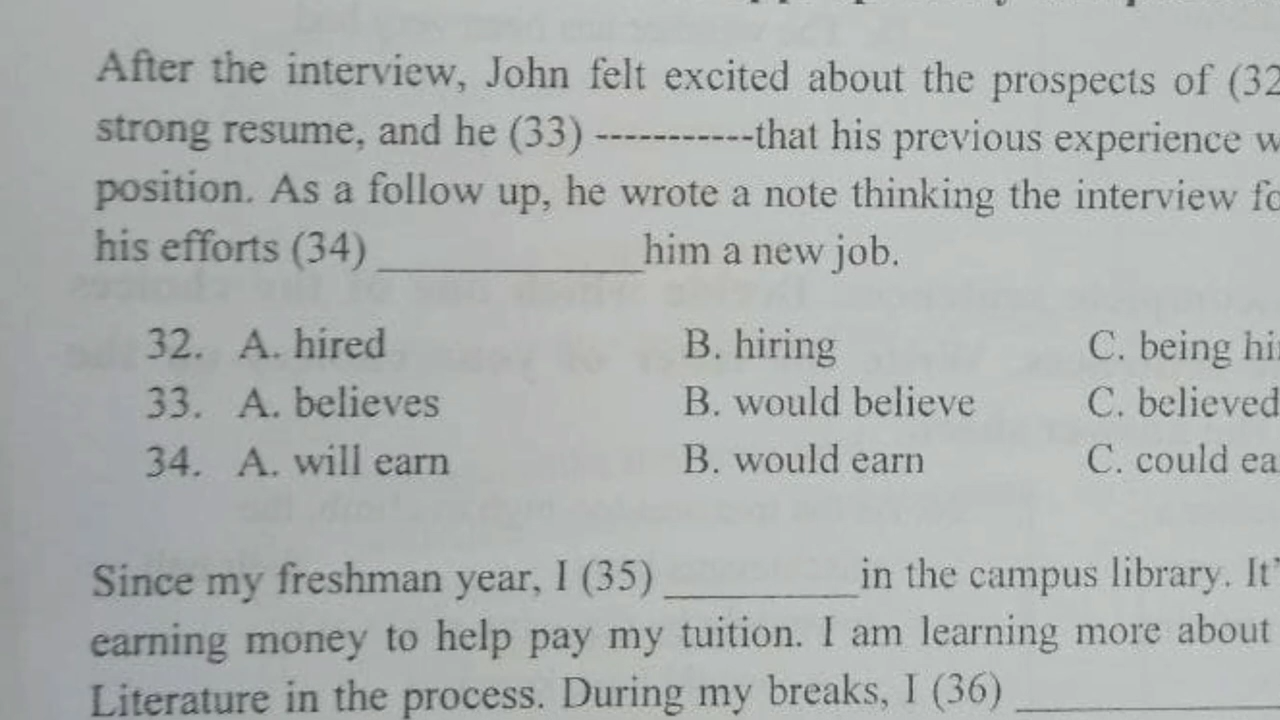 After the interview, John felt excited about the prospects of (32
strong resume, and he (33) -----------that his previous experience
position. As a follow up, he wrote a note thinking the interview
his efforts (34) ____________him a new job.
32. A. hired B. hiring C. being
33. A. believes B. would believe C. believed
34. A. will earn B. would earn C. could
Since my freshman year, I (35) _________in the campus library. It'
earning money to help pay my tuition. I am learning more about
Literature in the process. During my breaks, I (36) ____________